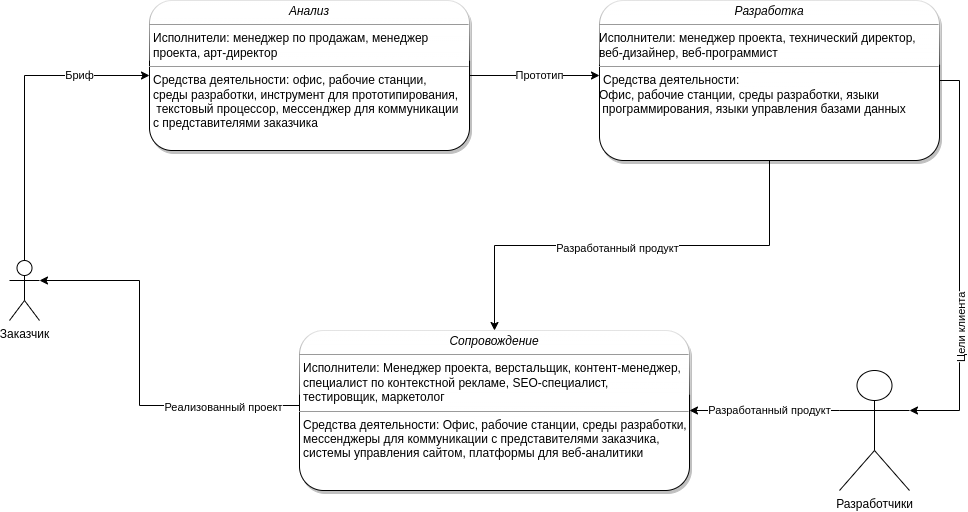 Анализ
Исполнители: менеджер по продажам, менеджер
проекта, арт-директор
Средства деятельности: офис, рабочие станции,
среды разработки, инструмент для прототипирования,
текстовый процессор, мессенджер для коммуникации
с представителями заказчика
Бриф
Прототип
Разработка
Исполнители: менеджер проекта, технический директор,
веб-дизайнер, веб-программист
Средства деятельности:
Офис, рабочие станции, среды разработки, языки
программирования, языки управления базами данных
Разработанный продукт
Цели клиента
Заказчик
Сопровождение
Исполнители: Менеджер проекта, верстальщик, контент-менеджер,
специалист по контекстной рекламе, SEO-специалист,
тестировщик, маркетолог
Средства деятельности: Офис, рабочие станции, среды разработки,
мессенджеры для коммуникации с представителями заказчика,
системы управления сайтом, платформы для веб-аналитики
Реализованный проект
Разработанный продукт
Разработчики